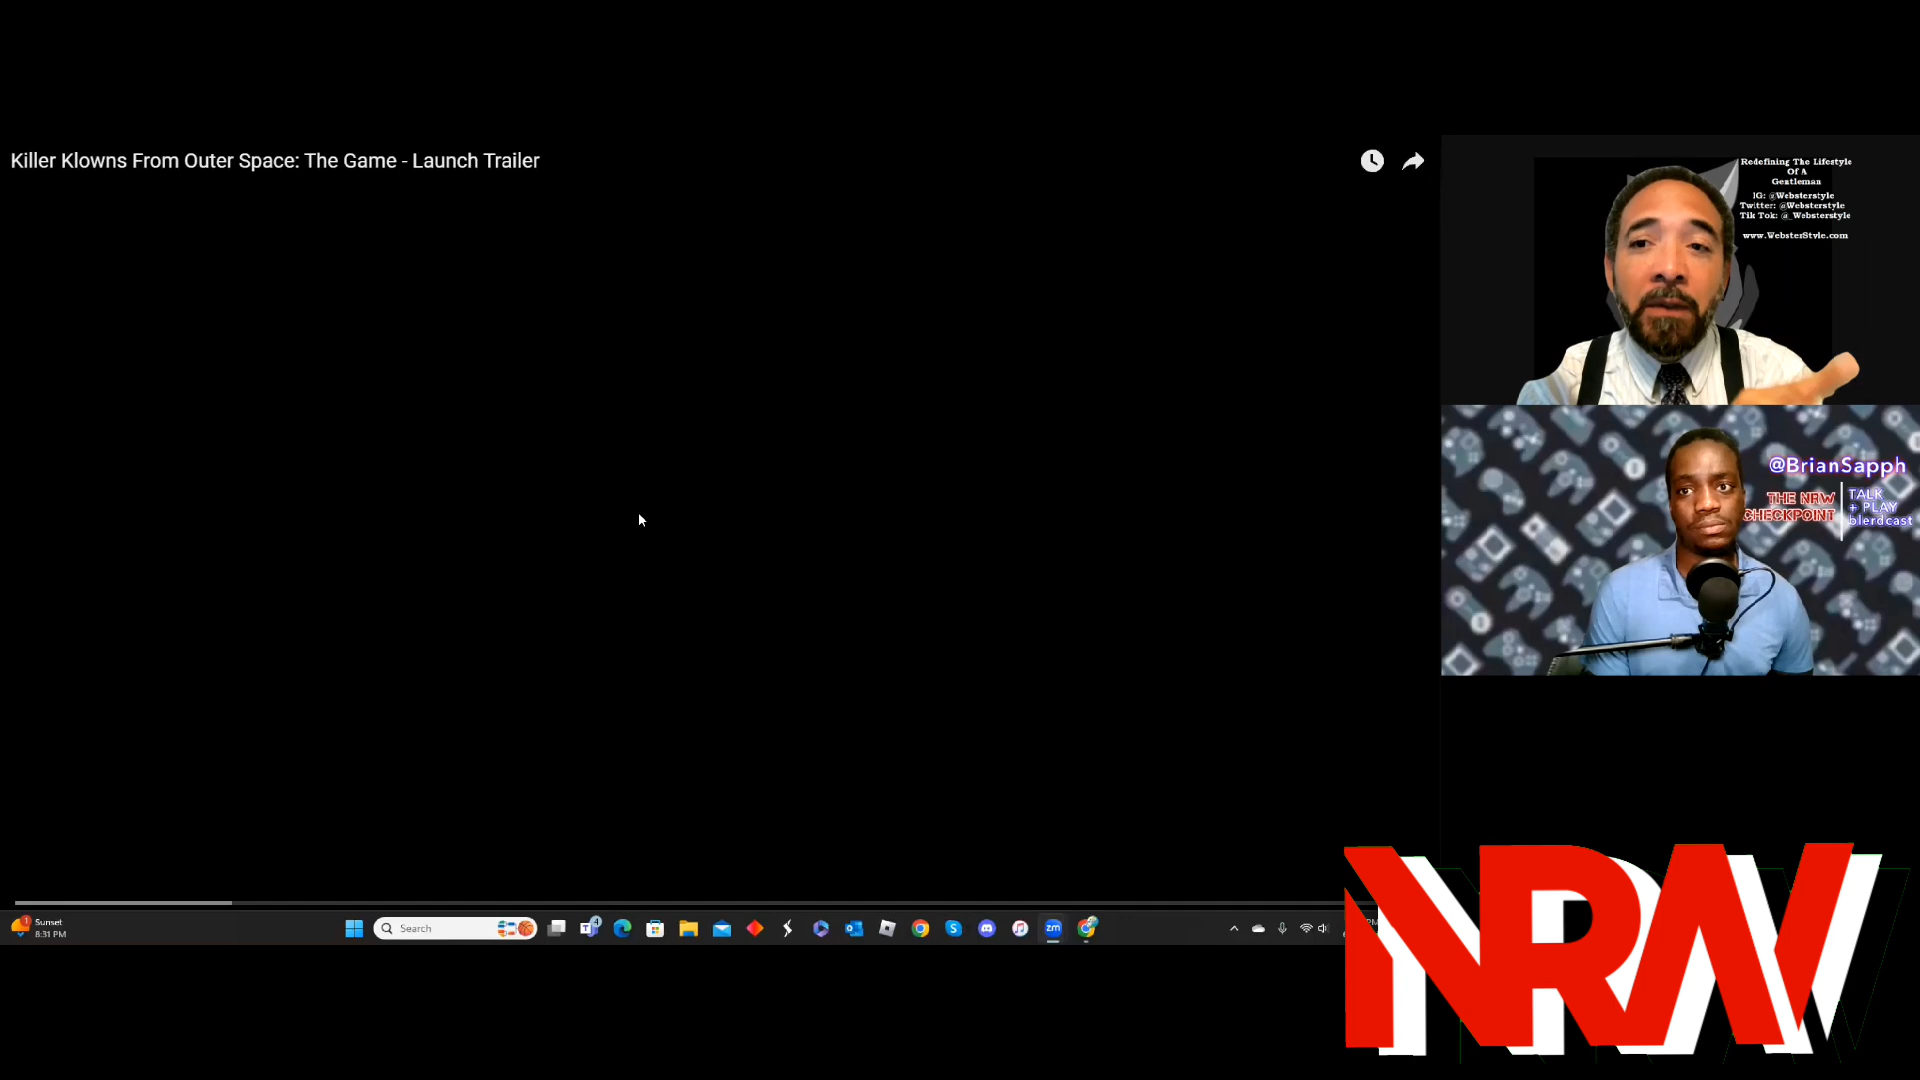 Killer Klowns From Outer Space: The Game - Launch Trailer
Redefining The Lifestyle
Of A
Gentleman
IG: @Websterstyle
Twitter: @Websterstyle
Tik Tok: @_Websterstyle
www.WebsterStyle.com
@BrianSapph
THE NRW
CHECKPOINT
TALK
+ PLAY
blerdcast
Sunset
8:31 PM
Search
zm
NRW